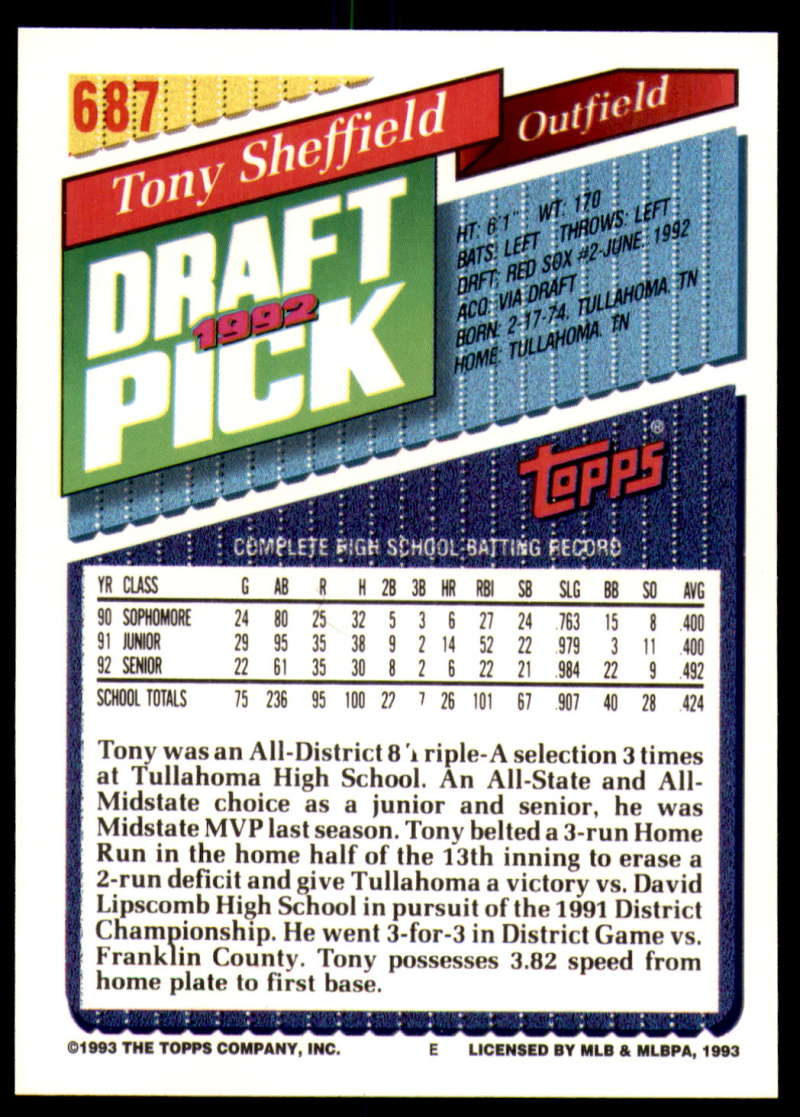 687
Tony Sheffield
Outfield
DRAFT
1992
PICK
HT: 6'1" WT: 170
BATS: LEFT THROWS: LEFT
DRFT: RED SOX #2-JUNE, 1992
ACQ: VIA DRAFT
BORN: 2-17-74, TULLAHOMA, TN
HOME: TULLAHOMA, TN
Topps®
COMPLETE HIGH SCHOOL BATTING RECORD
YR CLASS G AB R H 2B 3B HR RBI SB SLG BB SO AVG
90 SOPHOMORE 24 80 25 32 5 3 6 27 24 .763 15 8 .400
91 JUNIOR 29 95 35 38 9 2 14 52 22 .979 3 11 .400
92 SENIOR 22 61 35 30 8 2 6 22 21 .984 22 9 .492
SCHOOL TOTALS 75 236 95 100 22 7 26 101 67 .907 40 28 .424
Tony was an All-District 8 Triple-A selection 3 times
at Tullahoma High School. An All-State and All-
Midstate choice as a junior and senior, he was
Midstate MVP last season. Tony belted a 3-run Home
Run in the home half of the 13th inning to erase a
2-run deficit and give Tullahoma a victory vs. David
Lipscomb High School in pursuit of the 1991 District
Championship. He went 3-for-3 in District Game vs.
Franklin County. Tony possesses 3.82 speed from
home plate to first base.
©1993 THE TOPPS COMPANY, INC. E LICENSED BY MLB & MLBPA, 1993